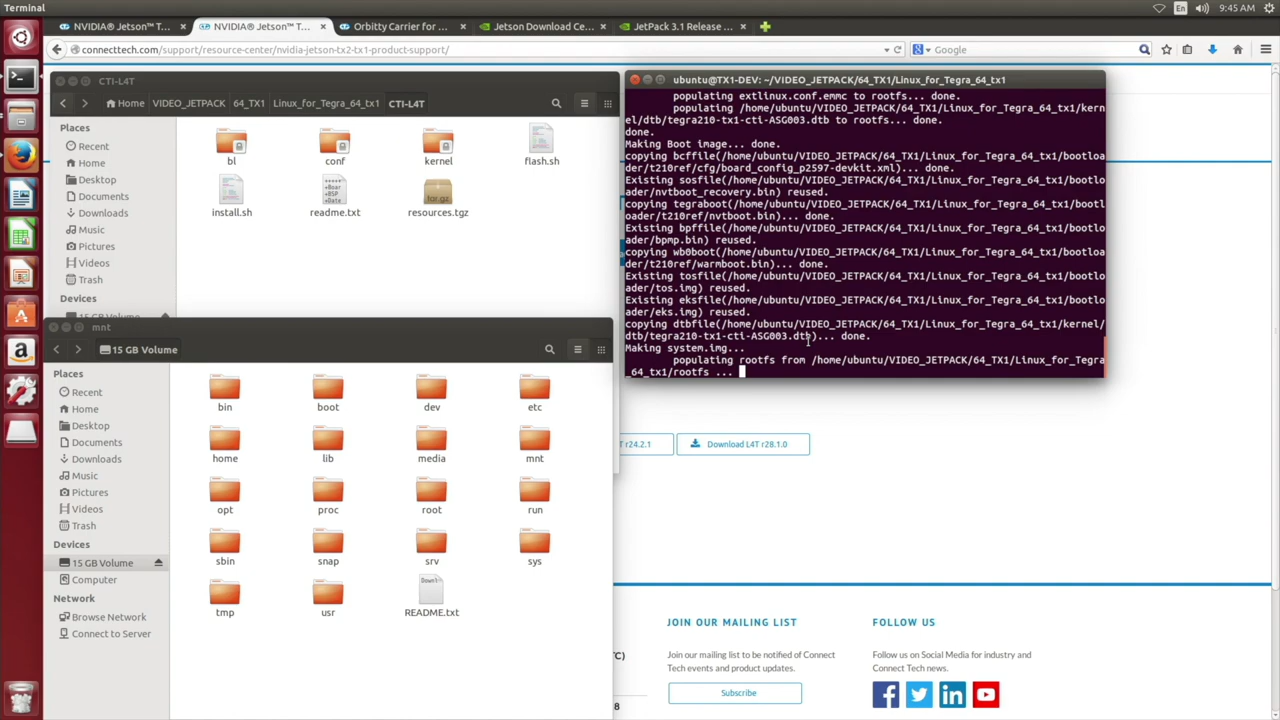 Terminal
En
9:45 AM
NVIDIA® Jetson™ T...
NVIDIA® Jetson™ T...
Orbitty Carrier for ...
Jetson Download Ce...
JetPack 3.1 Release ...
connecttech.com/support/resource-center/nvidia-jetson-tx2-tx1-product-support/
Google
CTI-L4T
Home
VIDEO_JETPACK
64_TX1
Linux_for_Tegra_64_tx1
CTI-L4T
Places
Recent
Home
Desktop
Documents
Downloads
Music
Pictures
Videos
Trash
Devices
15 GB Volume
bl
conf
kernel
flash.sh
install.sh
readme.txt
resources.tgz
ubuntu@TX1-DEV: ~/VIDEO_JETPACK/64_TX1/Linux_for_Tegra_64_tx1
populating extlinux.conf.emmc to rootfs... done.
populating /home/ubuntu/VIDEO_JETPACK/64_TX1/Linux_for_Tegra_64_tx1/kern
el/dtb/tegra210-tx1-cti-ASG003.dtb to rootfs... done.
done.
Making Boot image... done.
copying bcffile(/home/ubuntu/VIDEO_JETPACK/64_TX1/Linux_for_Tegra_64_tx1/bootloa
der/t210ref/cfg/board_config_p2597-devkit.xml)... done.
Existing sosfile(/home/ubuntu/VIDEO_JETPACK/64_TX1/Linux_for_Tegra_64_tx1/bootlo
ader/nvtboot_recovery.bin) reused.
copying tegraboot(/home/ubuntu/VIDEO_JETPACK/64_TX1/Linux_for_Tegra_64_tx1/bootl
oader/t210ref/nvtboot.bin)... done.
Existing bpffile(/home/ubuntu/VIDEO_JETPACK/64_TX1/Linux_for_Tegra_64_tx1/bootlo
ader/bpmp.bin) reused.
copying wb0boot(/home/ubuntu/VIDEO_JETPACK/64_TX1/Linux_for_Tegra_64_tx1/bootloa
der/t210ref/warmboot.bin)... done.
Existing tosfile(/home/ubuntu/VIDEO_JETPACK/64_TX1/Linux_for_Tegra_64_tx1/bootlo
ader/tos.img) reused.
Existing eksfile(/home/ubuntu/VIDEO_JETPACK/64_TX1/Linux_for_Tegra_64_tx1/bootlo
ader/eks.img) reused.
copying dtbfile(/home/ubuntu/VIDEO_JETPACK/64_TX1/Linux_for_Tegra_64_tx1/kernel/
dtb/tegra210-tx1-cti-ASG003.dtb)... done.
Making system.img...
populating rootfs from /home/ubuntu/VIDEO_JETPACK/64_TX1/Linux_for_Tegra
_64_tx1/rootfs ...
mnt
15 GB Volume
Places
Recent
Home
Desktop
Documents
Downloads
Music
Pictures
Videos
Trash
Devices
15 GB Volume
Computer
Network
Browse Network
Connect to Server
bin
boot
dev
etc
home
lib
media
mnt
opt
proc
root
run
sbin
snap
srv
sys
tmp
usr
README.txt
T r24.2.1
Download L4T r28.1.0
TC)
8
JOIN OUR MAILING LIST
Join our mailing list to be notified of Connect
Tech events and product updates.
Subscribe
FOLLOW US
Follow us on Social Media for industry and
Connect Tech news.